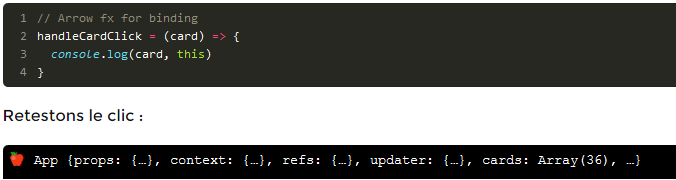 1 // Arrow fx for binding
2 handleCardClick = (card) => {
3   console.log(card, this)
4 }
Retestons le clic :
🍎 App {props: {…}, context: {…}, refs: {…}, updater: {…}, cards: Array(36), …}